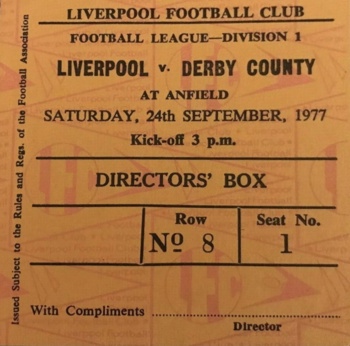 LIVERPOOL FOOTBALL CLUB
FOOTBALL LEAGUE—DIVISION 1
LIVERPOOL v. DERBY COUNTY
AT ANFIELD
SATURDAY, 24th SEPTEMBER, 1977
Kick-off 3 p.m.
DIRECTORS' BOX
Row Seat No.
Nº 8 1
With Compliments
Director
Issued Subject to the Rules and Regs. of the Football Association